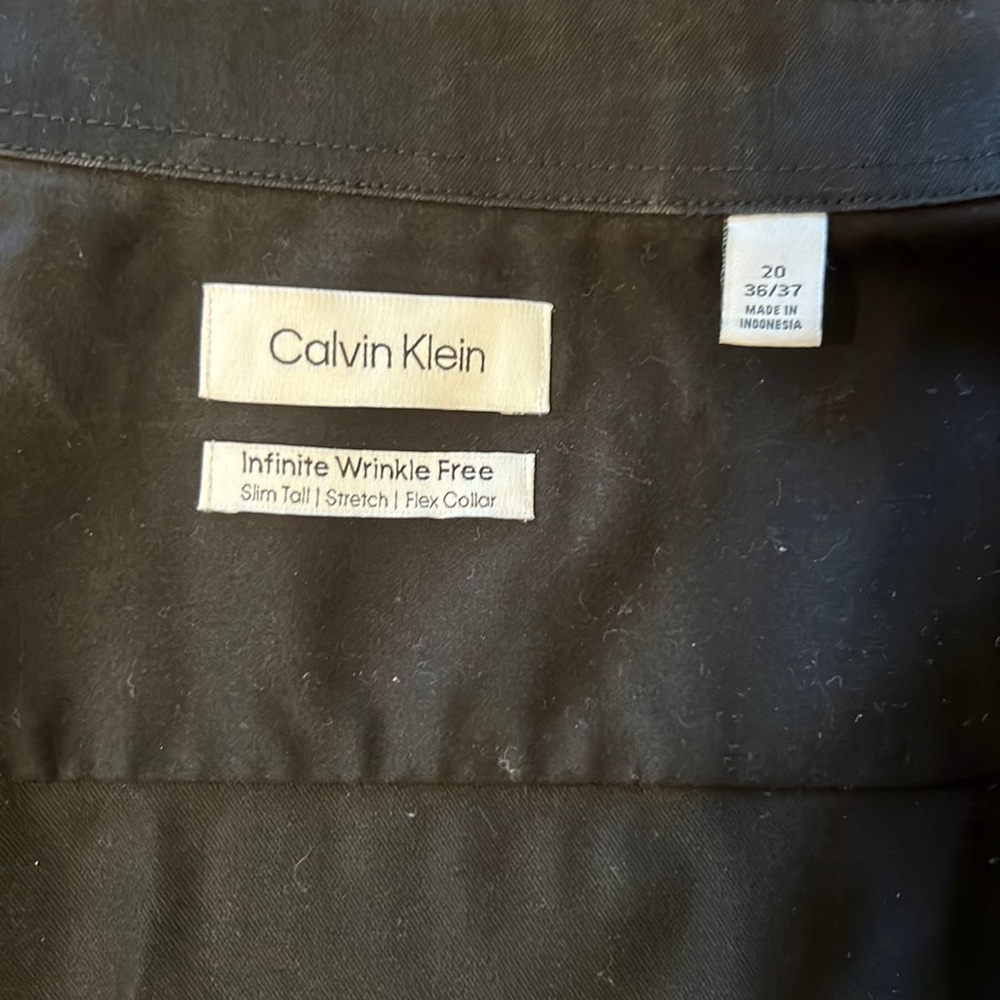 Calvin Klein
Infinite Wrinkle Free
Slim Tall | Stretch | Flex Collar
20
36/37
MADE IN
INDONESIA